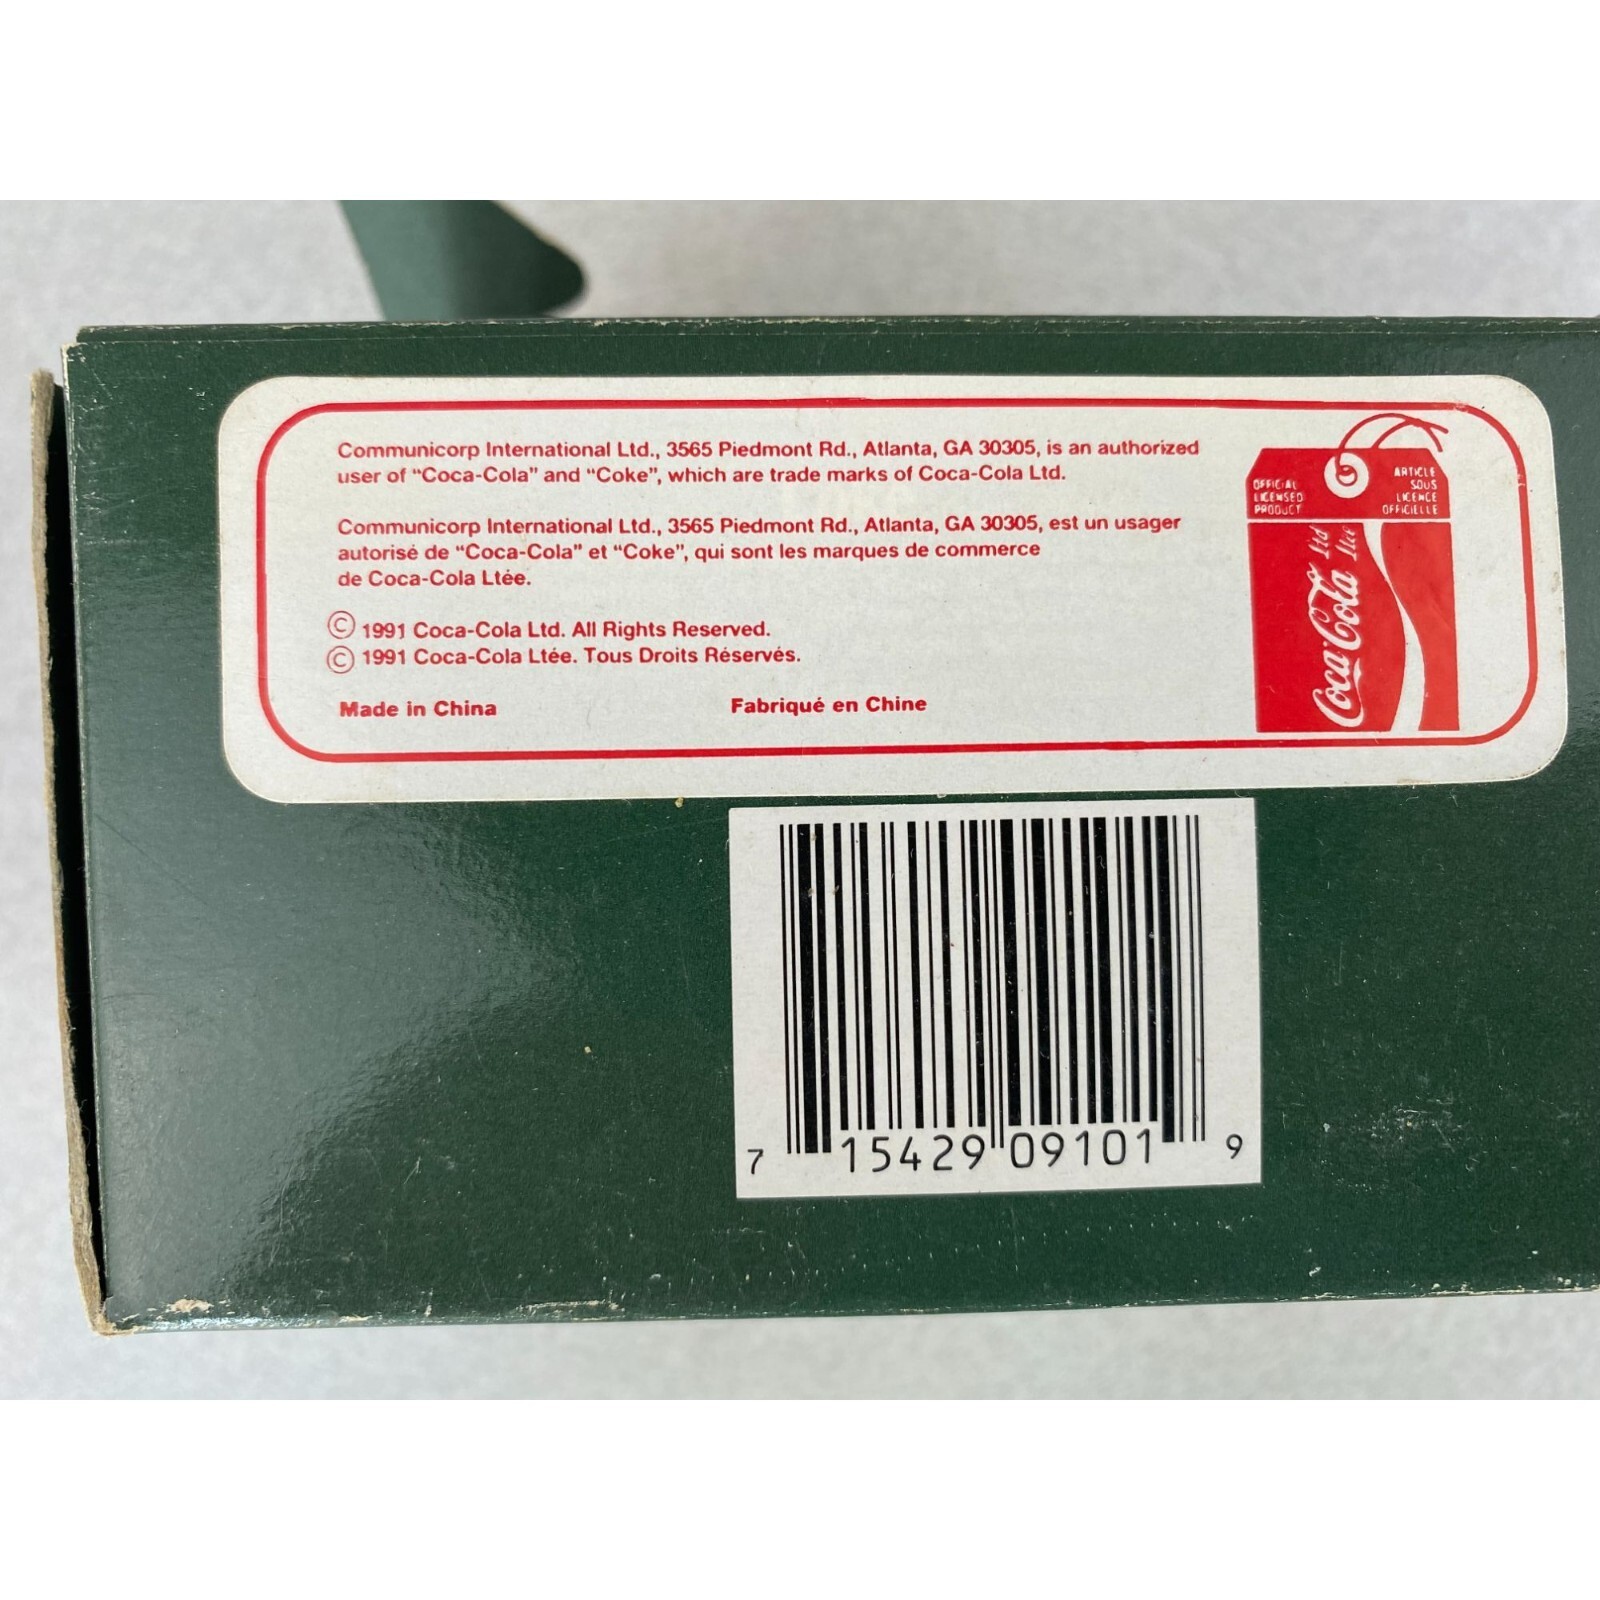 Communicorp International Ltd., 3565 Piedmont Rd., Atlanta, GA 30305, is an authorized
user of "Coca-Cola" and "Coke", which are trade marks of Coca-Cola Ltd.
Communicorp International Ltd., 3565 Piedmont Rd., Atlanta, GA 30305, est un usager
autorisé de "Coca-Cola" et "Coke", qui sont les marques de commerce
de Coca-Cola Ltée.
© 1991 Coca-Cola Ltd. All Rights Reserved.
© 1991 Coca-Cola Ltée. Tous Droits Réservés.
Made in China
Fabriqué en Chine
OFFICIAL
LICENSED
PRODUCT
ARTICLE
SOUS
LICENCE
OFFICIELLE
Coca-Cola Ltd
Ltée
7 15429 09101 9